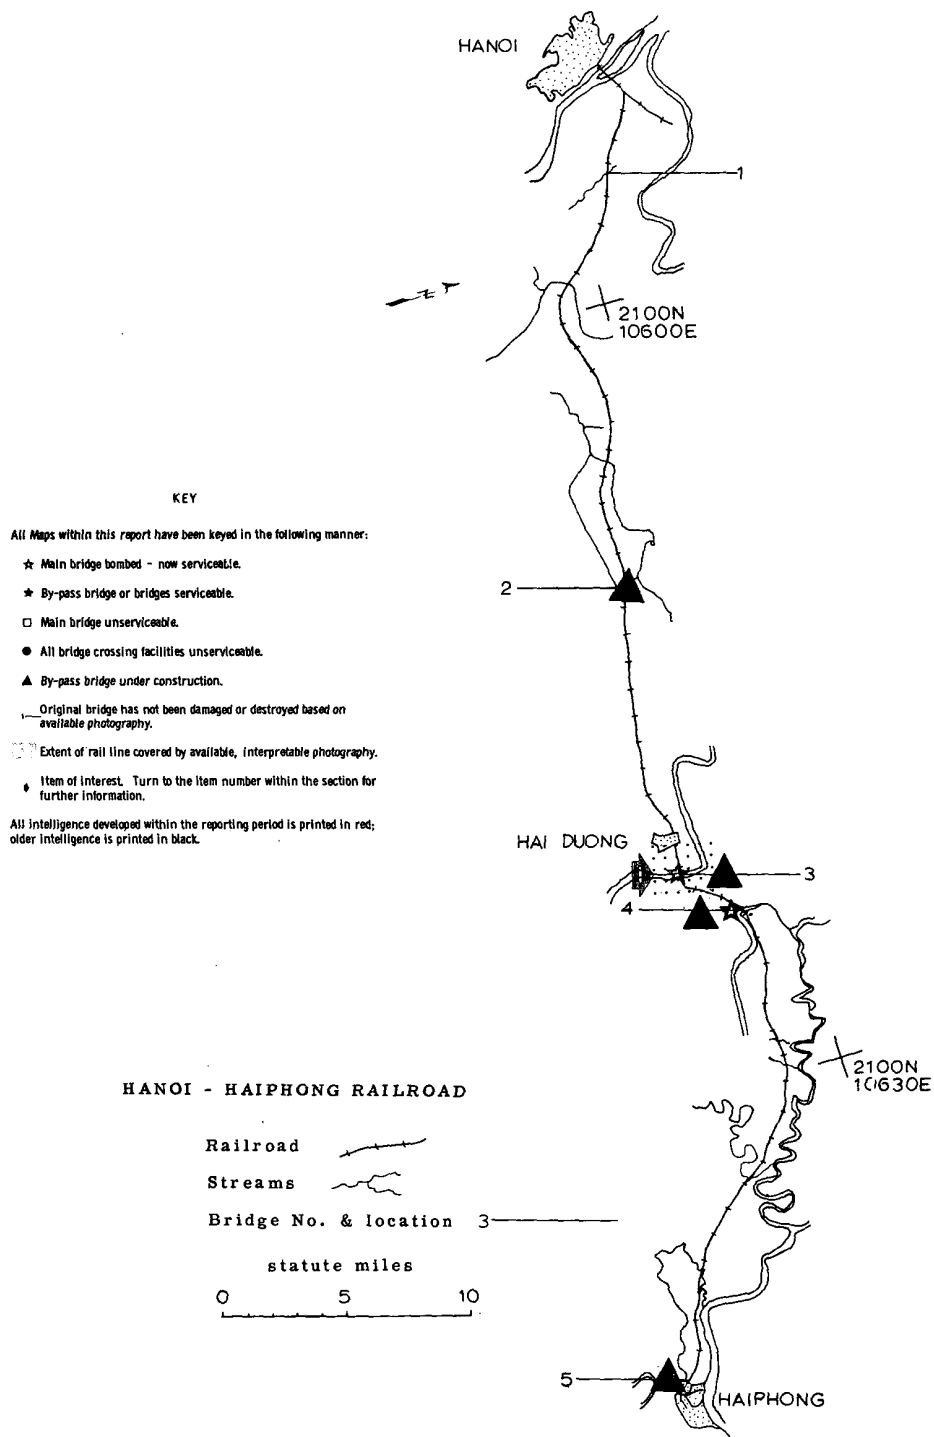 HANOI
1
N
2100N
10600E
KEY
All Maps within this report have been keyed in the following manner:
Main bridge bombed - now serviceable.
By-pass bridge or bridges serviceable.
Main bridge unserviceable.
All bridge crossing facilities unserviceable.
By-pass bridge under construction.
Original bridge has not been damaged or destroyed based on
available photography.
Extent of rail line covered by available, interpretable photography.
Item of interest. Turn to the item number within the section for
further information.
All intelligence developed within the reporting period is printed in red;
older intelligence is printed in black.
2
HAI DUONG
3
4
2100N
10630E
HANOI - HAIPHONG RAILROAD
Railroad
Streams
Bridge No. & location 3
statute miles
0 5 10
5
HAIPHONG